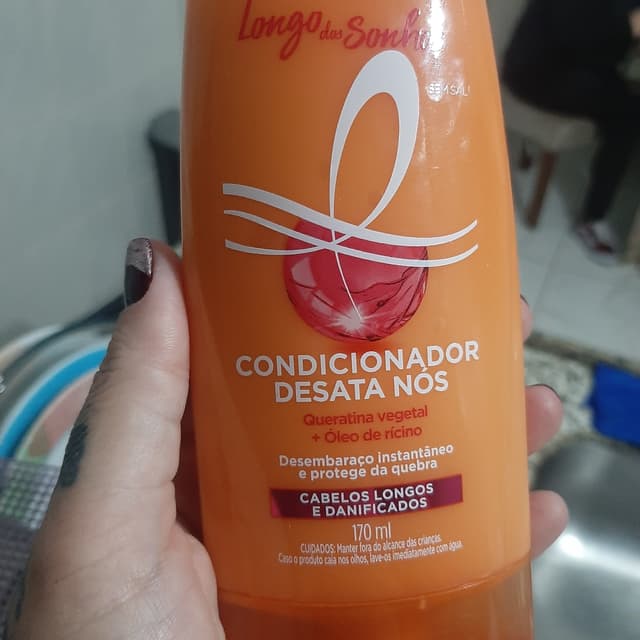 Longo dos Sonhos
CONDICIONADOR
DESATA NÓS
Queratina vegetal
+ Óleo de rícino
Desembaraço instantâneo
e protege da quebra
CABELOS LONGOS
E DANIFICADOS
170 ml
CUIDADOS: Manter fora do alcance das crianças.
Caso o produto caia nos olhos, lave-os imediatamente com água.